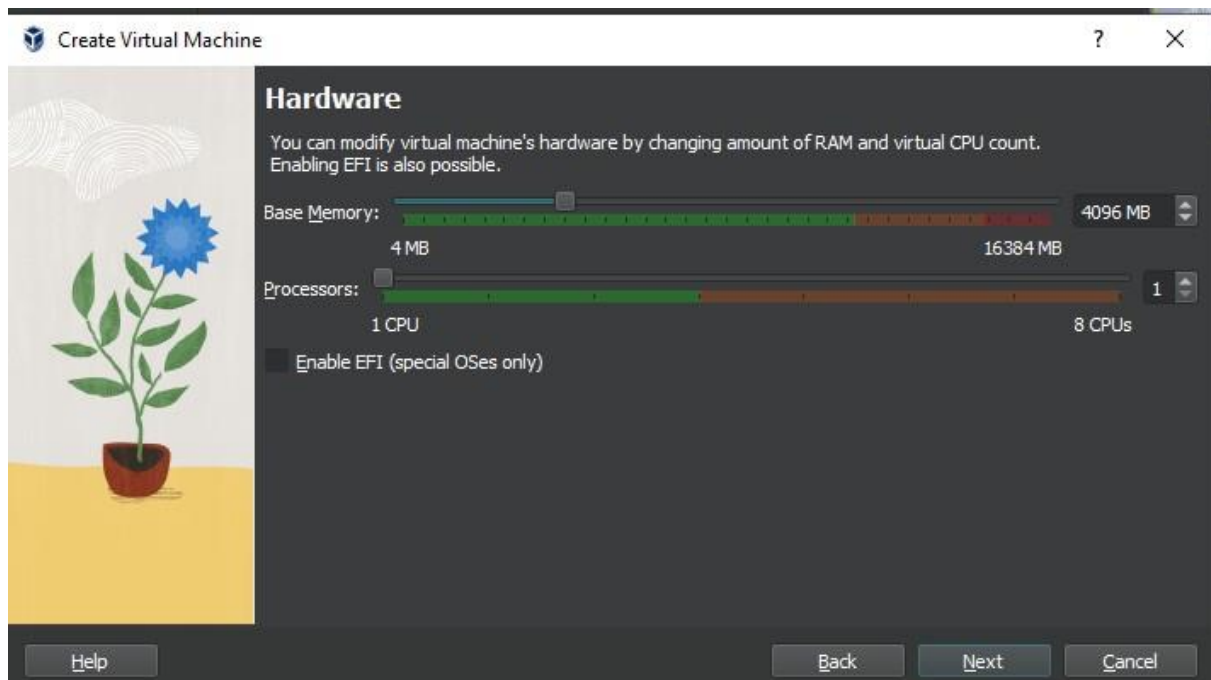 Create Virtual Machine
?
Hardware
You can modify virtual machine's hardware by changing amount of RAM and virtual CPU count.
Enabling EFI is also possible.
Base Memory:
4096 MB
4 MB
16384 MB
Processors:
1
1 CPU
8 CPUs
Enable EFI (special OSes only)
Help
Back
Next
Cancel